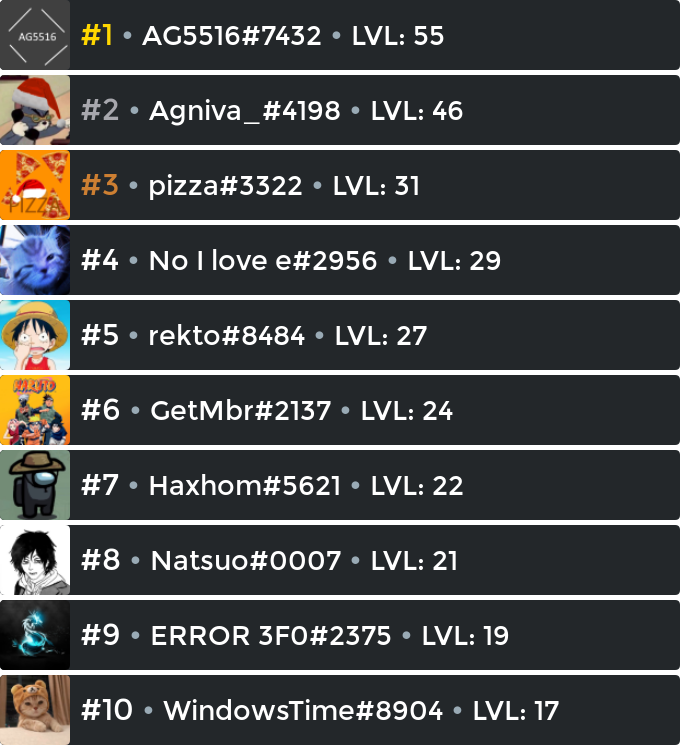 AG5516
#1 • AG5516#7432 • LVL: 55
#2 • Agniva_#4198 • LVL: 46
PIZZA
#3 • pizza#3322 • LVL: 31
#4 • No I love e#2956 • LVL: 29
#5 • rekto#8484 • LVL: 27
NARUTO
#6 • GetMbr#2137 • LVL: 24
#7 • Haxhom#5621 • LVL: 22
#8 • Natsuo#0007 • LVL: 21
#9 • ERROR 3F0#2375 • LVL: 19
#10 • WindowsTime#8904 • LVL: 17